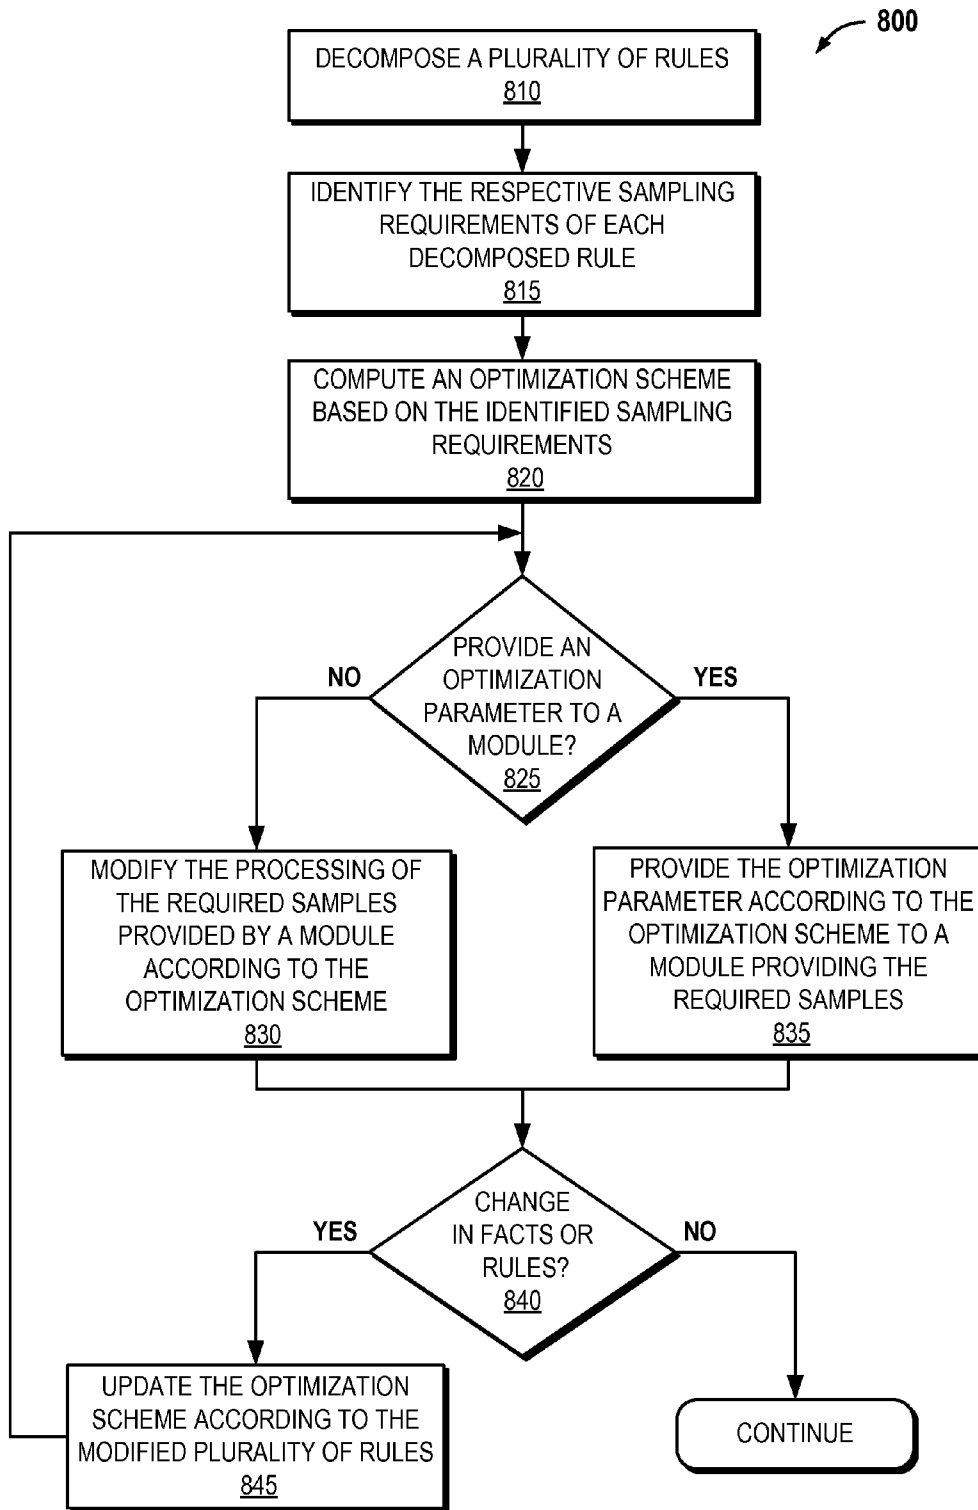 800
DECOMPOSE A PLURALITY OF RULES
810
IDENTIFY THE RESPECTIVE SAMPLING
REQUIREMENTS OF EACH
DECOMPOSED RULE
815
COMPUTE AN OPTIMIZATION SCHEME
BASED ON THE IDENTIFIED SAMPLING
REQUIREMENTS
820
PROVIDE AN
OPTIMIZATION
PARAMETER TO A
MODULE?
825
NO
YES
MODIFY THE PROCESSING OF
THE REQUIRED SAMPLES
PROVIDED BY A MODULE
ACCORDING TO THE
OPTIMIZATION SCHEME
830
PROVIDE THE OPTIMIZATION
PARAMETER ACCORDING TO THE
OPTIMIZATION SCHEME TO A
MODULE PROVIDING THE
REQUIRED SAMPLES
835
CHANGE
IN FACTS OR
RULES?
840
YES
NO
UPDATE THE OPTIMIZATION
SCHEME ACCORDING TO THE
MODIFIED PLURALITY OF RULES
845
CONTINUE